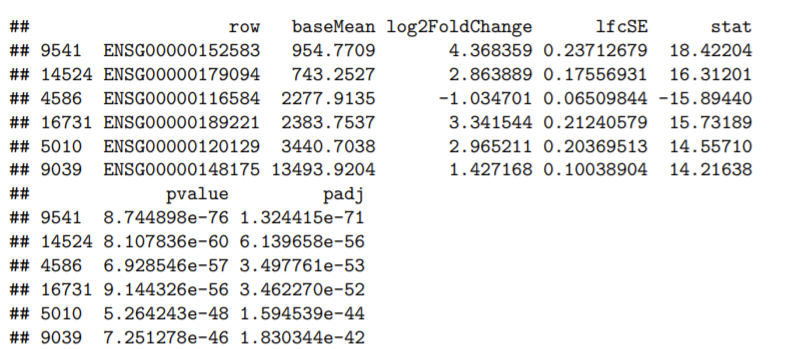 ##                   row   baseMean log2FoldChange      lfcSE      stat
## 9541  ENSG00000152583   954.7709       4.368359 0.23712679  18.42204
## 14524 ENSG00000179094   743.2527       2.863889 0.17556931  16.31201
## 4586  ENSG00000116584  2277.9135      -1.034701 0.06509844 -15.89440
## 16731 ENSG00000189221  2383.7537       3.341544 0.21240579  15.73189
## 5010  ENSG00000120129  3440.7038       2.965211 0.20369513  14.55710
## 9039  ENSG00000148175 13493.9204       1.427168 0.10038904  14.21638
##             pvalue         padj
## 9541  8.744898e-76 1.324415e-71
## 14524 8.107836e-60 6.139658e-56
## 4586  6.928546e-57 3.497761e-53
## 16731 9.144326e-56 3.462270e-52
## 5010  5.264243e-48 1.594539e-44
## 9039  7.251278e-46 1.830344e-42